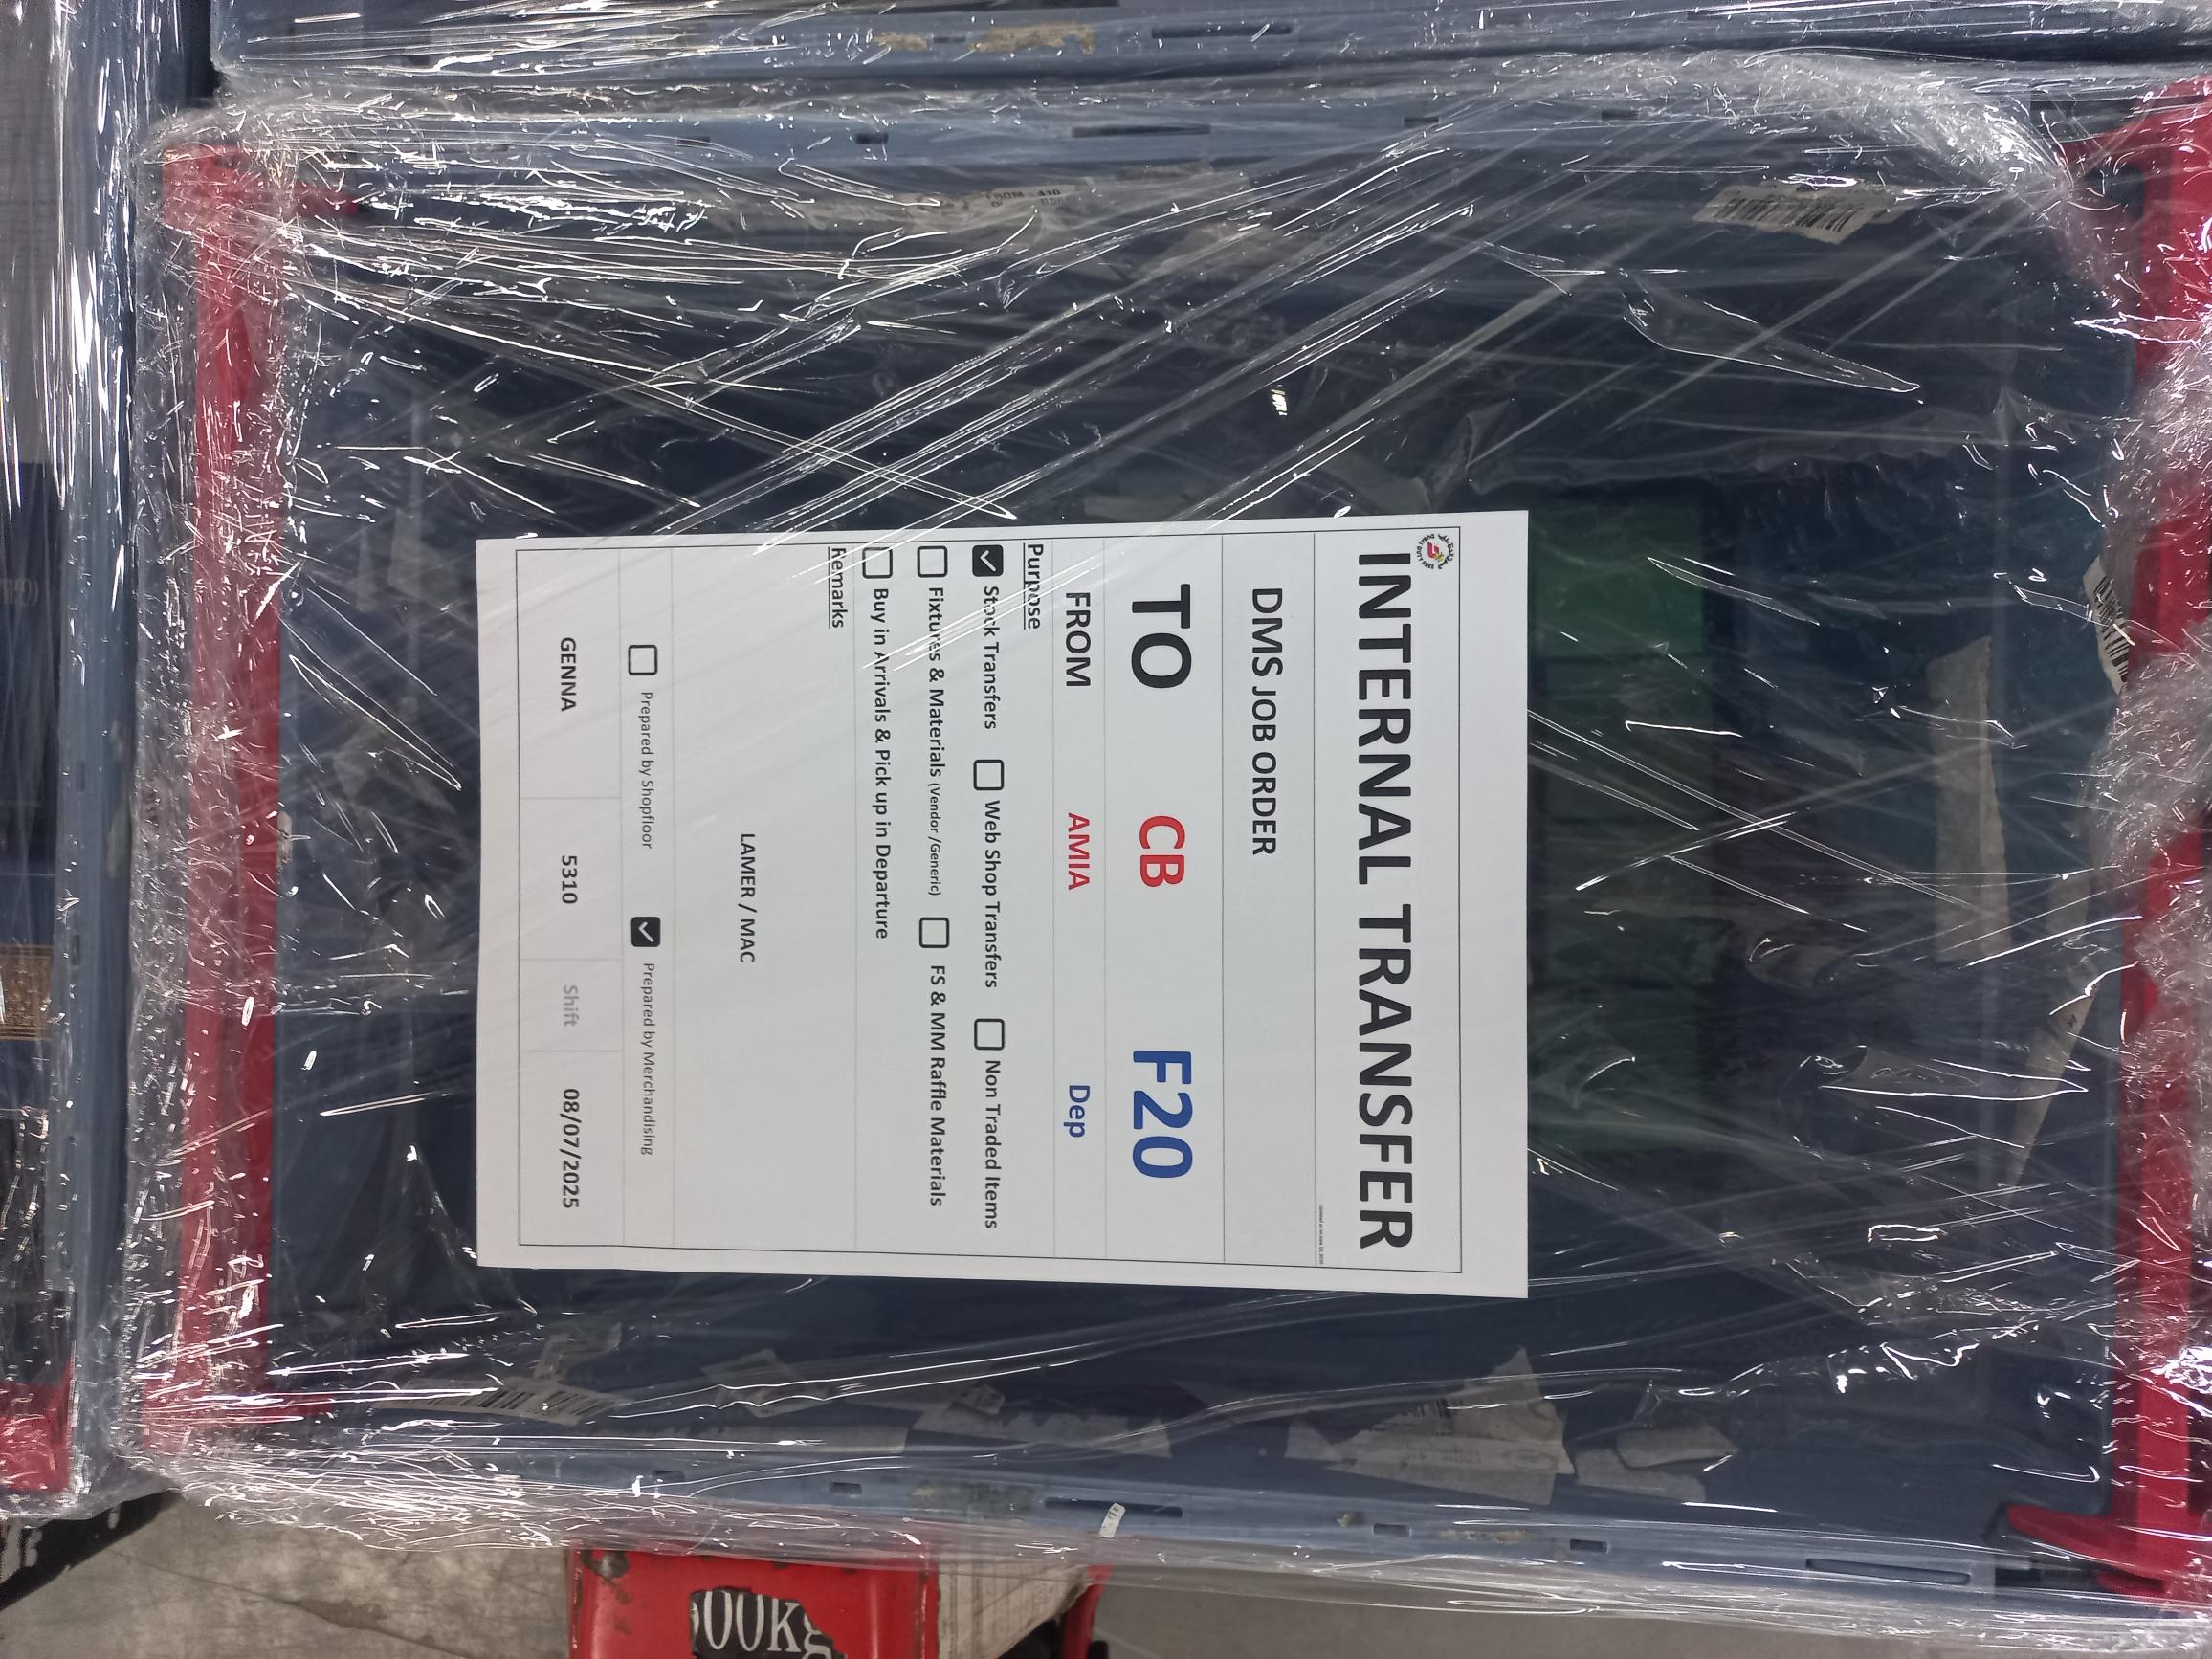 INTERNAL TRANSFER
DMS JOB ORDER
TO CB F20
FROM AMIA Dep
Purpose
Stock Transfers Web Shop Transfers Non Traded Items
Fixtures & Materials (Vendor /Generic) FS & MM Raffle Materials
Buy in Arrivals & Pick up in Departure
Remarks
LAMER / MAC
Prepared by Shopfloor Prepared by Merchandising
GENNA 5310 Shift 08/07/2025
00Kg